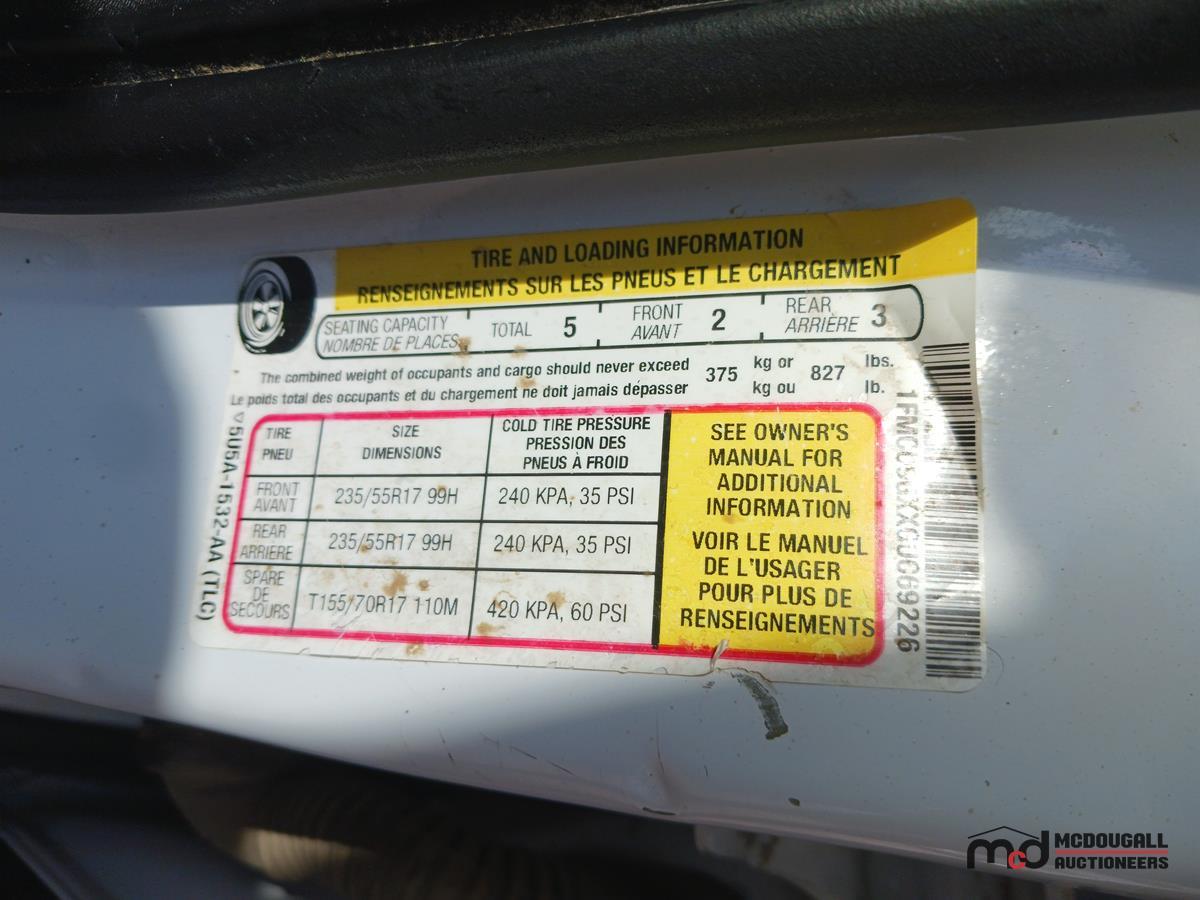 TIRE AND LOADING INFORMATION
RENSEIGNEMENTS SUR LES PNEUS ET LE CHARGEMENT
SEATING CAPACITY TOTAL 5 FRONT 2 REAR 3
NOMBRE DE PLACES AVANT ARRIÈRE
The combined weight of occupants and cargo should never exceed 375 kg or 827 lbs.
Le poids total des occupants et du chargement ne doit jamais dépasser kg ou lb.
TIRE SIZE COLD TIRE PRESSURE
PNEU DIMENSIONS PRESSION DES
PNEUS À FROID
FRONT 235/55R17 99H 240 KPA, 35 PSI
AVANT
REAR 235/55R17 99H 240 KPA, 35 PSI
ARRIERE
SPARE
DE T155/70R17 110M 420 KPA, 60 PSI
SECOURS
SEE OWNER'S
MANUAL FOR
ADDITIONAL
INFORMATION
VOIR LE MANUEL
DE L'USAGER
POUR PLUS DE
RENSEIGNEMENTS
5U5A-1532-AA (TLC)
mcd MCDOUGALL
AUCTIONEERS